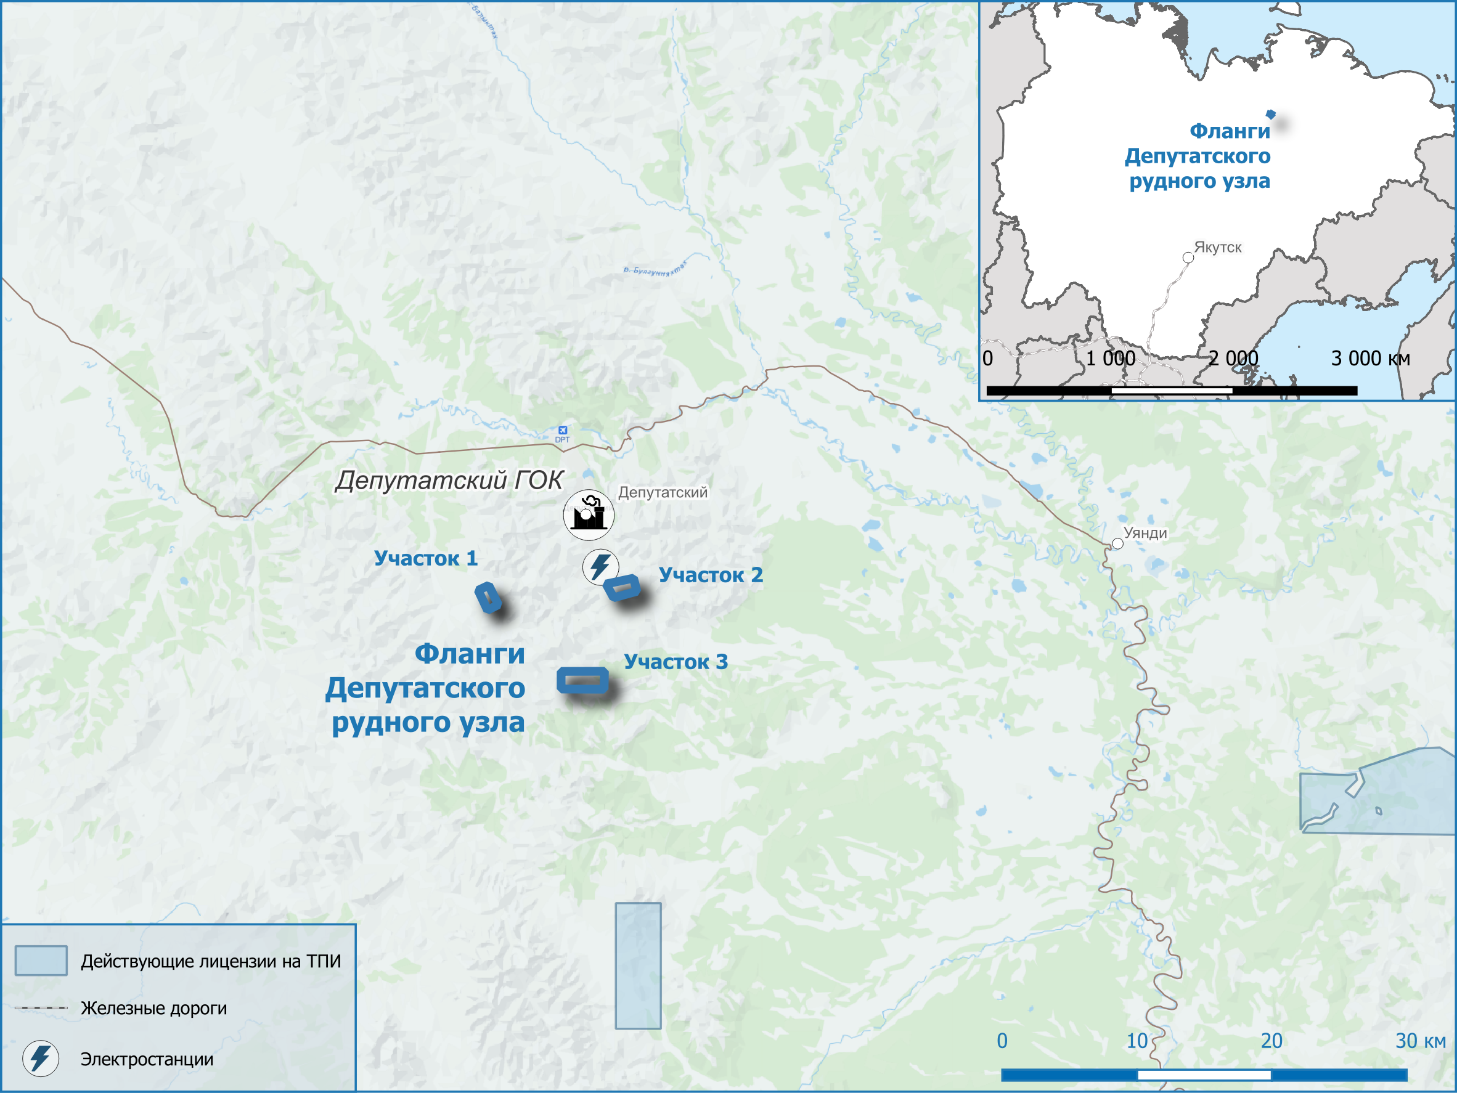 Фланги
Депутатского
рудного узла
Якутск
0 1 000 2 000 3 000 км
р. Бургуннахтах
DPT
Депутатский ГОК
Депутатский
Уянди
Участок 1
Участок 2
Участок 3
Фланги
Депутатского
рудного узла
Действующие лицензии на ТПИ
Железные дороги
Электростанции
0 10 20 30 км